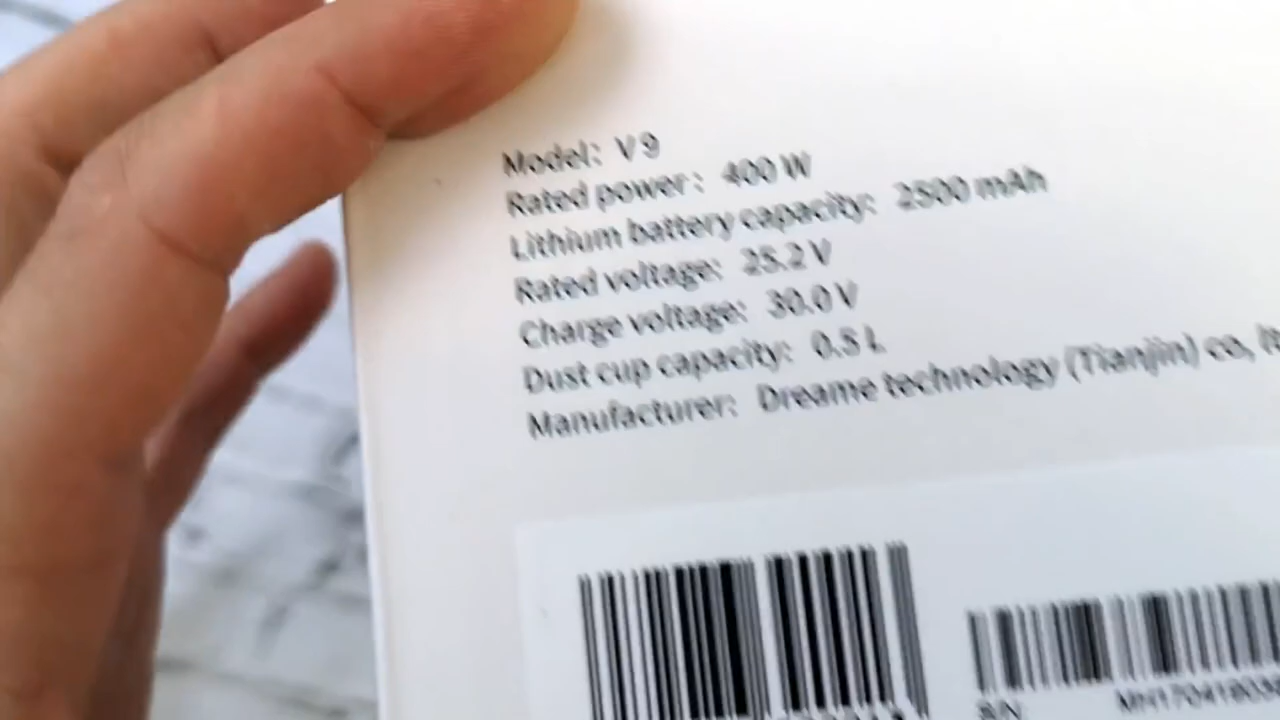 Model: V9
Rated power: 400 W
Lithium battery capacity: 2500 mAh
Rated voltage: 25.2 V
Charge voltage: 30.0 V
Dust cup capacity: 0.5 L
Manufacturer: Dreame technology (Tianjin) co,
S/N